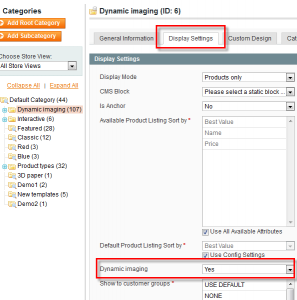 Categories
Add Root Category
Add Subcategory
Choose Store View:
All Store Views
Collapse All | Expand All
Default Category (44)
Dynamic imaging (107)
Interactive (6)
Featured (28)
Classic (12)
Red (3)
Blue (3)
Product types (32)
3D paper (1)
Demo1 (2)
New templates (5)
Demo2 (1)
Dynamic imaging (ID: 6)
General Information
Display Settings
Custom Design
Cat
Display Settings
Display Mode
Products only
CMS Block
Please select a static block ...
Is Anchor
No
Available Product Listing Sort by *
Best Value
Name
Price
Use All Available Attributes
Default Product Listing Sort by *
Best Value
Use Config Settings
Dynamic imaging
Yes
Show to customer groups *
USE DEFAULT
NONE